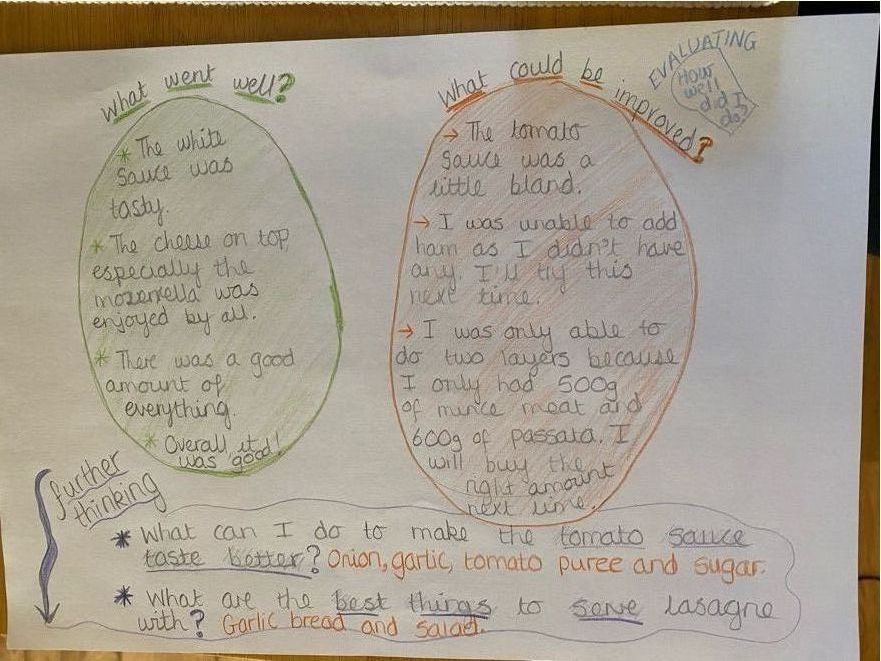 What went well?
* The white
sauce was
tasty.
* The cheese on top,
especially the
mozerrella was
enjoyed by all.
* There was a good
amount of
everything.
* Overall, it
was good!
What could be improved?
→ The tomato
sauce was a
little bland.
→ I was unable to add
ham as I didn't have
any. I'll try this
next time.
→ I was only able to
do two layers because
I only had 500g
of mince meat and
600g of passata. I
will buy the
right amount
next time.
EVALUATING
How
well
did I
do?
further
thinking
* What can I do to make the tomato sauce
taste better? Onion, garlic, tomato puree and sugar.
* What are the best things to serve lasagne
with? Garlic bread and salad.